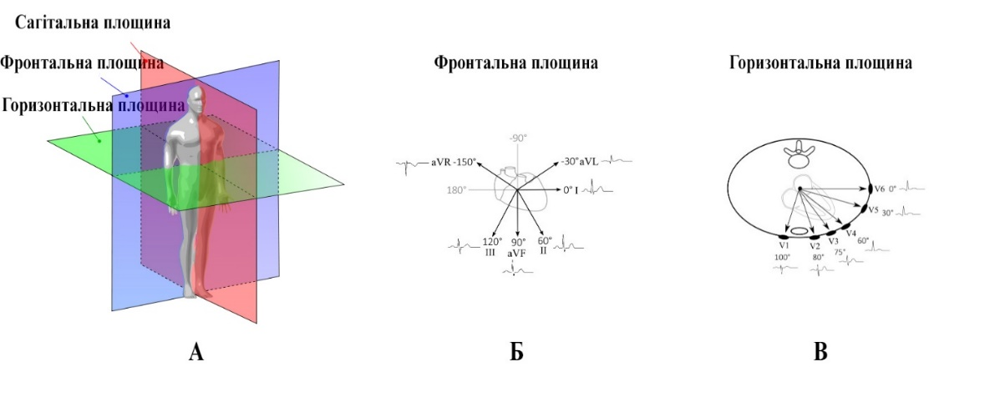 Сагітальна площина
Фронтальна площина
Горизонтальна площина
А
Фронтальна площина
-90°
aVR -150°
-30° aVL
180°
0° I
120°
III
90°
aVF
60°
II
Б
Горизонтальна площина
V6 0°
V5 30°
V4
60°
V3
75°
V2
80°
V1
100°
В